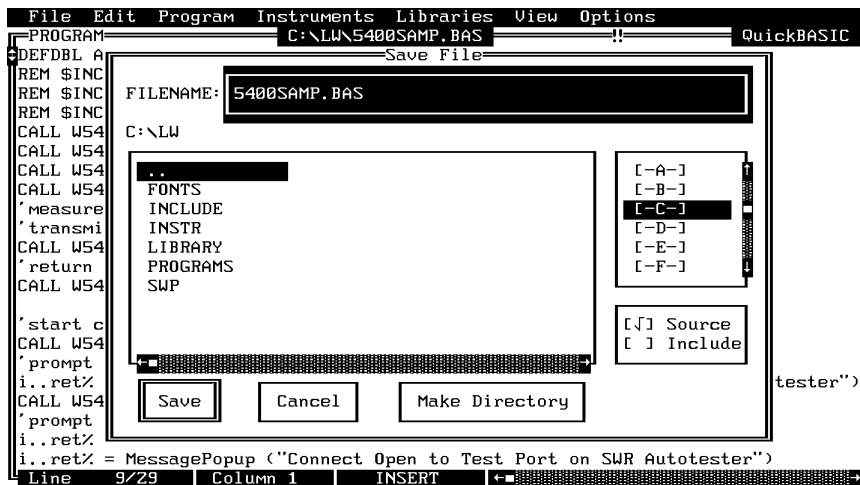 File Edit Program Instruments Libraries View Options
PROGRAM C:\LW\5400SAMP.BAS !! QuickBASIC
DEFDBL A Save File
REM $INC
REM $INC FILENAME: 5400SAMP.BAS
REM $INC
CALL W54 C:\LW
CALL W54
CALL W54 .. [-A-]
CALL W54 FONTS [-B-]
'measure INCLUDE [-C-]
'transmi INSTR [-D-]
CALL W54 LIBRARY [-E-]
'return PROGRAMS [-F-]
CALL W54 SWP
'start c [√] Source
CALL W54 [ ] Include
'prompt
i..ret% tester")
CALL W54 Save Cancel Make Directory
'prompt
i..ret%
i..ret% = MessagePopup ("Connect Open to Test Port on SWR Autotester")
Line 9/29 Column 1 INSERT